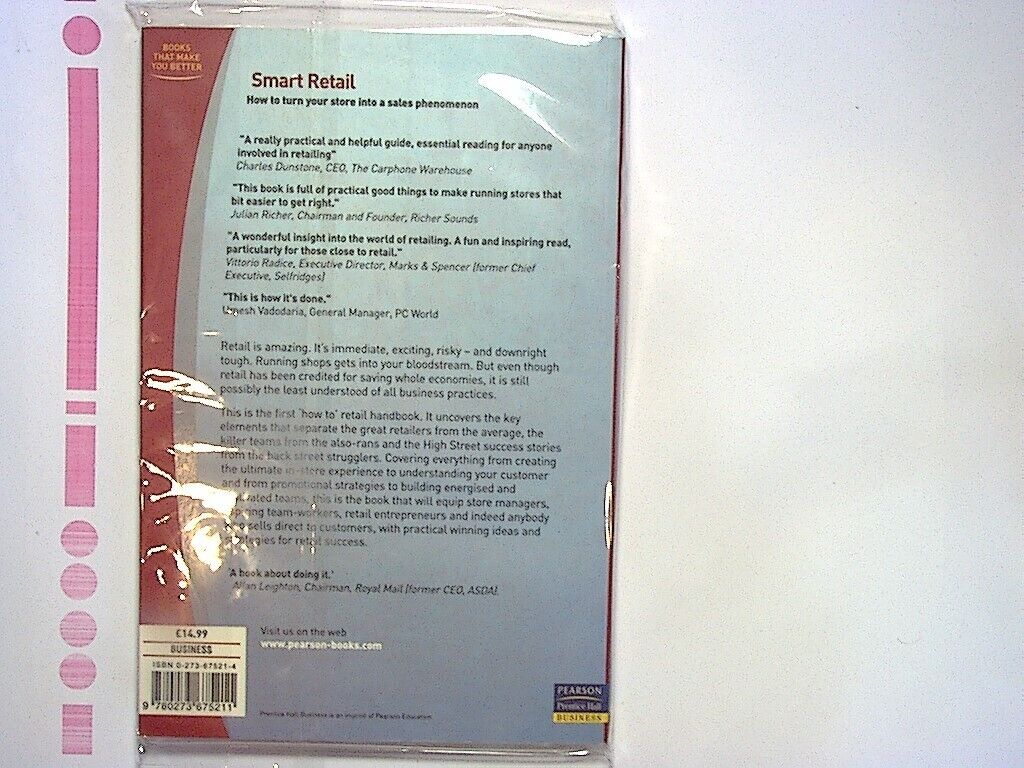 BOOKS
THAT MAKE
YOU BETTER
Smart Retail
How to turn your store into a sales phenomenon
"A really practical and helpful guide, essential reading for anyone
involved in retailing"
Charles Dunstone, CEO, The Carphone Warehouse
"This book is full of practical good things to make running stores that
bit easier to get right."
Julian Richer, Chairman and Founder, Richer Sounds
"A wonderful insight into the world of retailing. A fun and inspiring read,
particularly for those close to retail."
Vittorio Radice, Executive Director, Marks & Spencer (former Chief
Executive, Selfridges)
"This is how it's done."
Umesh Vadodaria, General Manager, PC World
Retail is amazing. It's immediate, exciting, risky – and downright
tough. Running shops gets into your bloodstream. But even though
retail has been credited for saving whole economies, it is still
possibly the least understood of all business practices.
This is the first 'how to' retail handbook. It uncovers the key
elements that separate the great retailers from the average, the
killer teams from the also-rans and the High Street success stories
from the back street strugglers. Covering everything from creating
the ultimate in-store experience to understanding your customer
and from promotional strategies to building energised and
teams, this is the book that will equip store managers,
team-workers, retail entrepreneurs and indeed anybody
sells direct to customers, with practical winning ideas and
strategies for retail success.
'A book about doing it.'
Allan Leighton, Chairman, Royal Mail (former CEO, ASDA).
£14.99
BUSINESS
ISBN 0-273-67521-4
9 780273 675211
Visit us on the web
www.pearson-books.com
Prentice Hall Business is an imprint of Pearson Education
PEARSON
Prentice Hall
BUSINESS